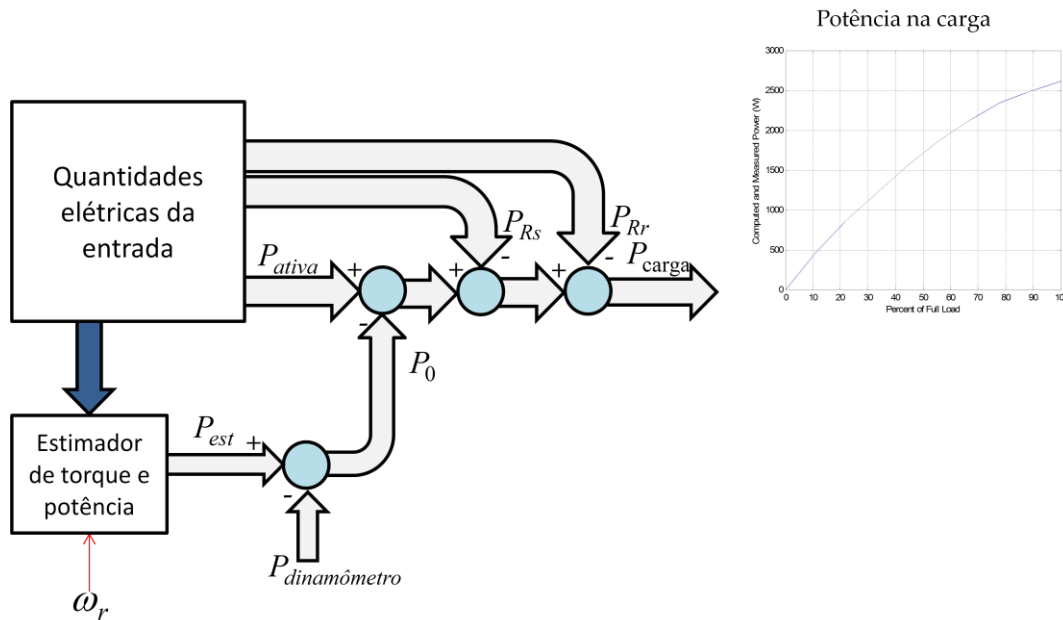 Potência na carga
Quantidades
elétricas da
entrada
P_ativa
+
-
P_0
+
P_Rs
-
+
P_Rr
-
P_carga
Estimador
de torque e
potência
P_est
+
-
P_dinamômetro
ω_r
Computed and Measured Power (W)
3000
2500
2000
1500
1000
500
0
0 10 20 30 40 50 60 70 80 90 10
Percent of Full Load